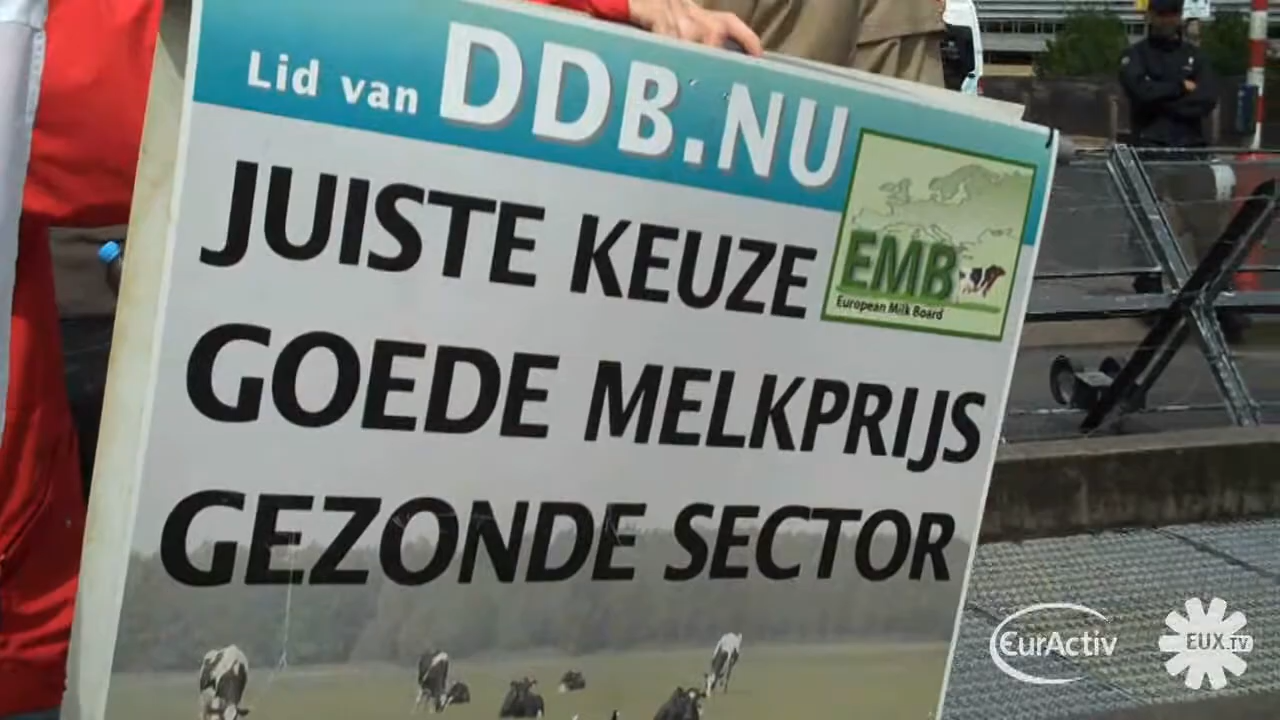 Lid van DDB.NU
JUISTE KEUZE
EMB
European Milk Board
GOEDE MELKPRIJS
GEZONDE SECTOR
EurActiv
EUX.TV